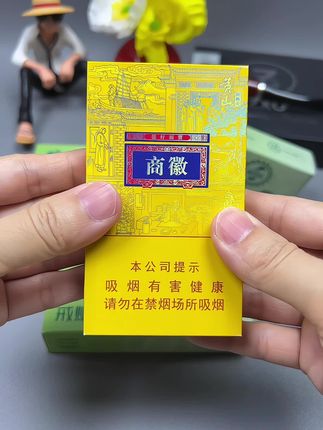 商徽
本公司提示
吸烟有害健康
请勿在禁烟场所吸烟